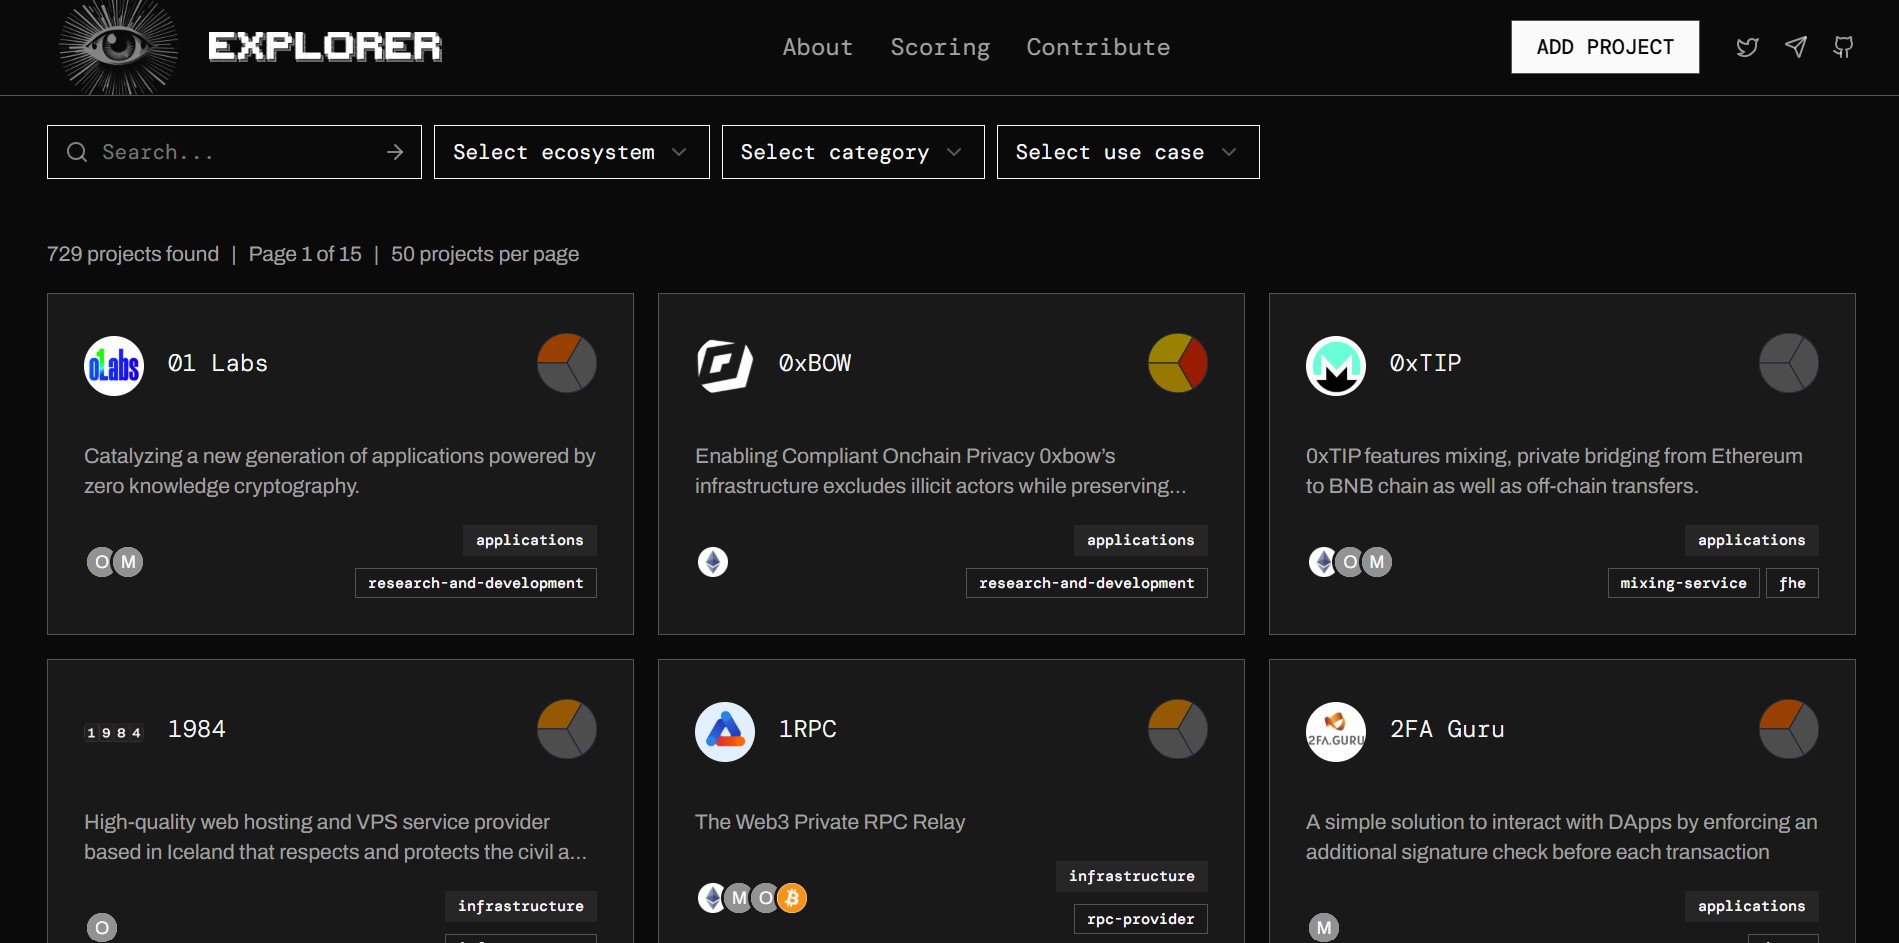 EXPLORER
About Scoring Contribute
ADD PROJECT
Search...
Select ecosystem
Select category
Select use case
729 projects found | Page 1 of 15 | 50 projects per page
01Labs
01 Labs
Catalyzing a new generation of applications powered by
zero knowledge cryptography.
O M
applications
research-and-development
0xBOW
Enabling Compliant Onchain Privacy 0xbow’s
infrastructure excludes illicit actors while preserving...
applications
research-and-development
0xTIP
0xTIP features mixing, private bridging from Ethereum
to BNB chain as well as off-chain transfers.
O M
applications
mixing-service fhe
1984
1984
High-quality web hosting and VPS service provider
based in Iceland that respects and protects the civil a...
O
infrastructure
1RPC
The Web3 Private RPC Relay
M O
infrastructure
rpc-provider
2FA.GURU
2FA Guru
A simple solution to interact with DApps by enforcing an
additional signature check before each transaction
M
applications